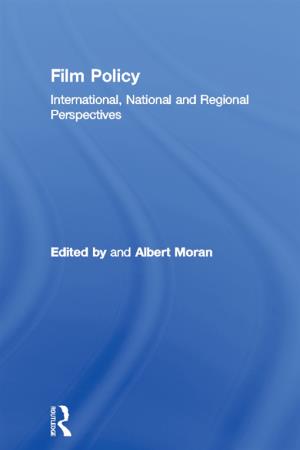 Film Policy
International, National and Regional
Perspectives
Edited by and Albert Moran
ROUTLEDGE